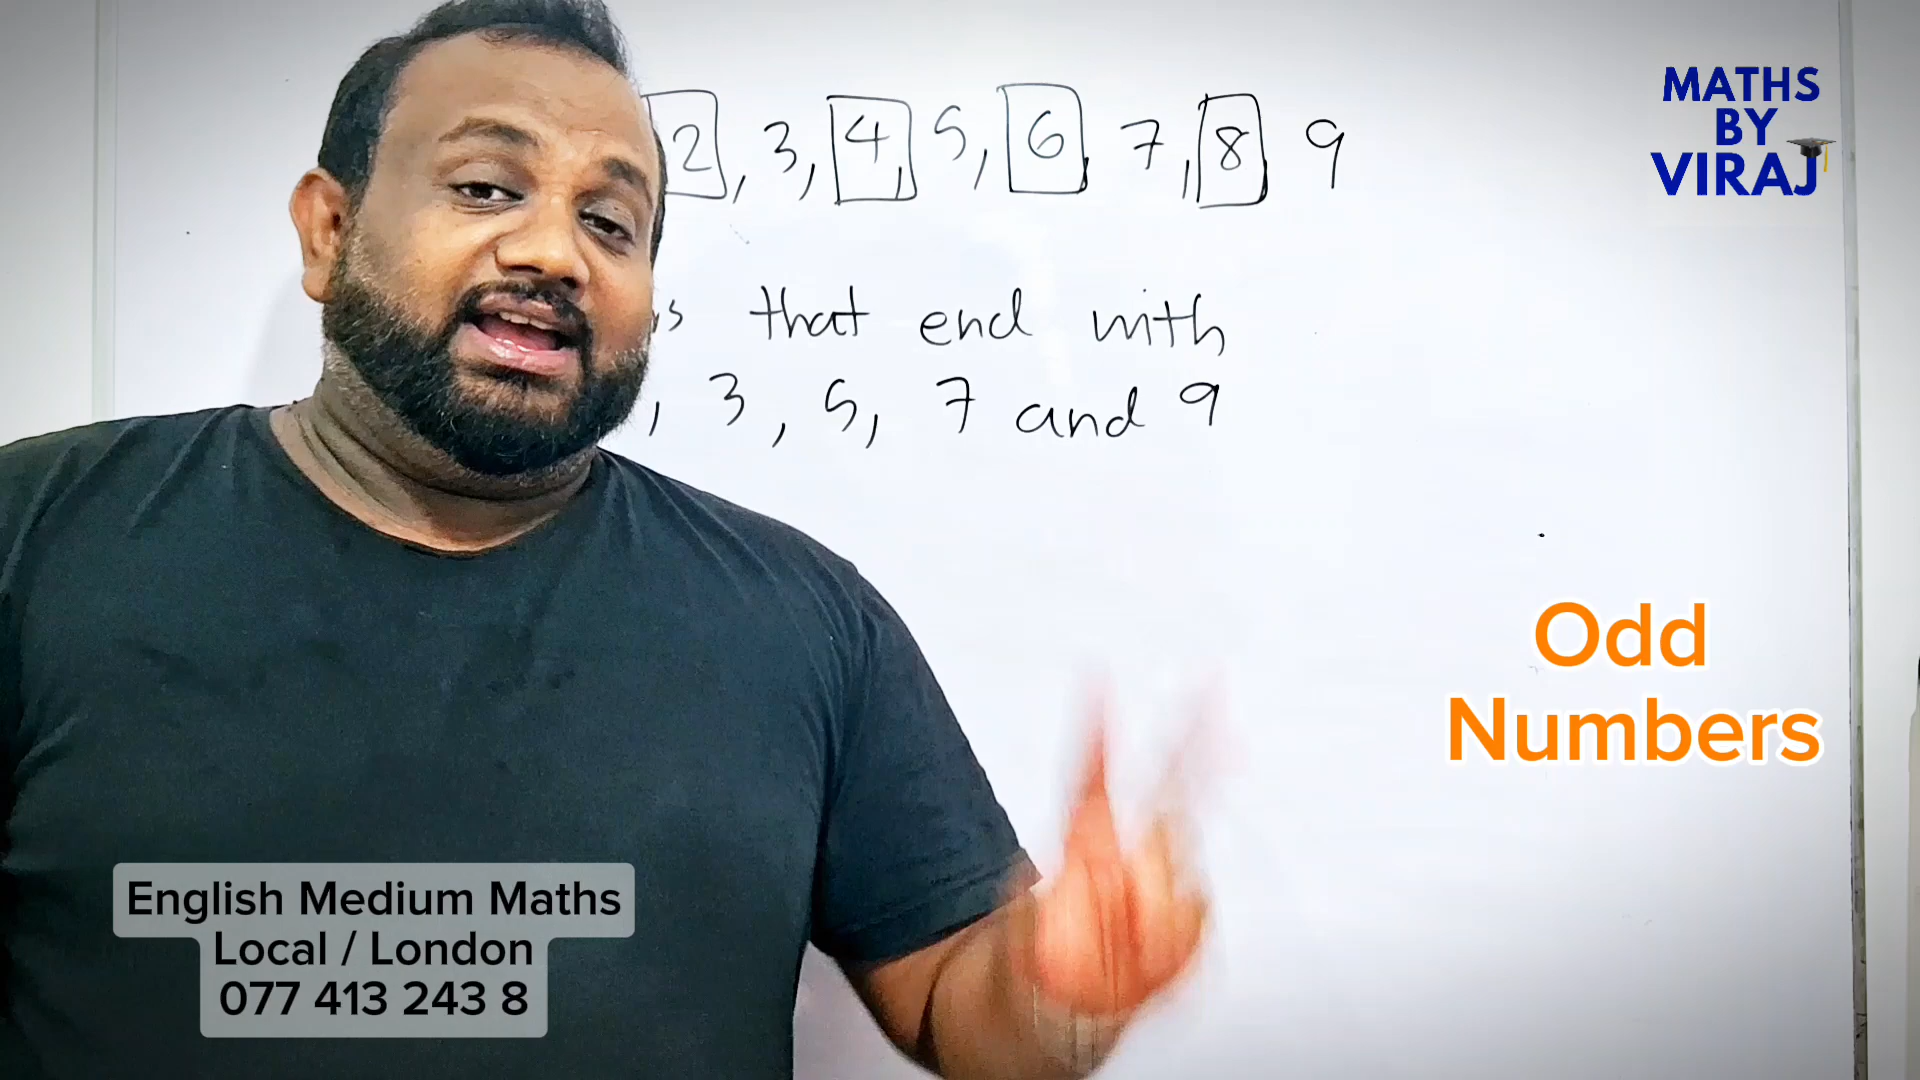 2, 3, 4, 5, 6, 7, 8, 9
that end with
, 3, 5, 7 and 9
MATHS
BY
VIRAJ
Odd
Numbers
English Medium Maths
Local / London
077 413 243 8